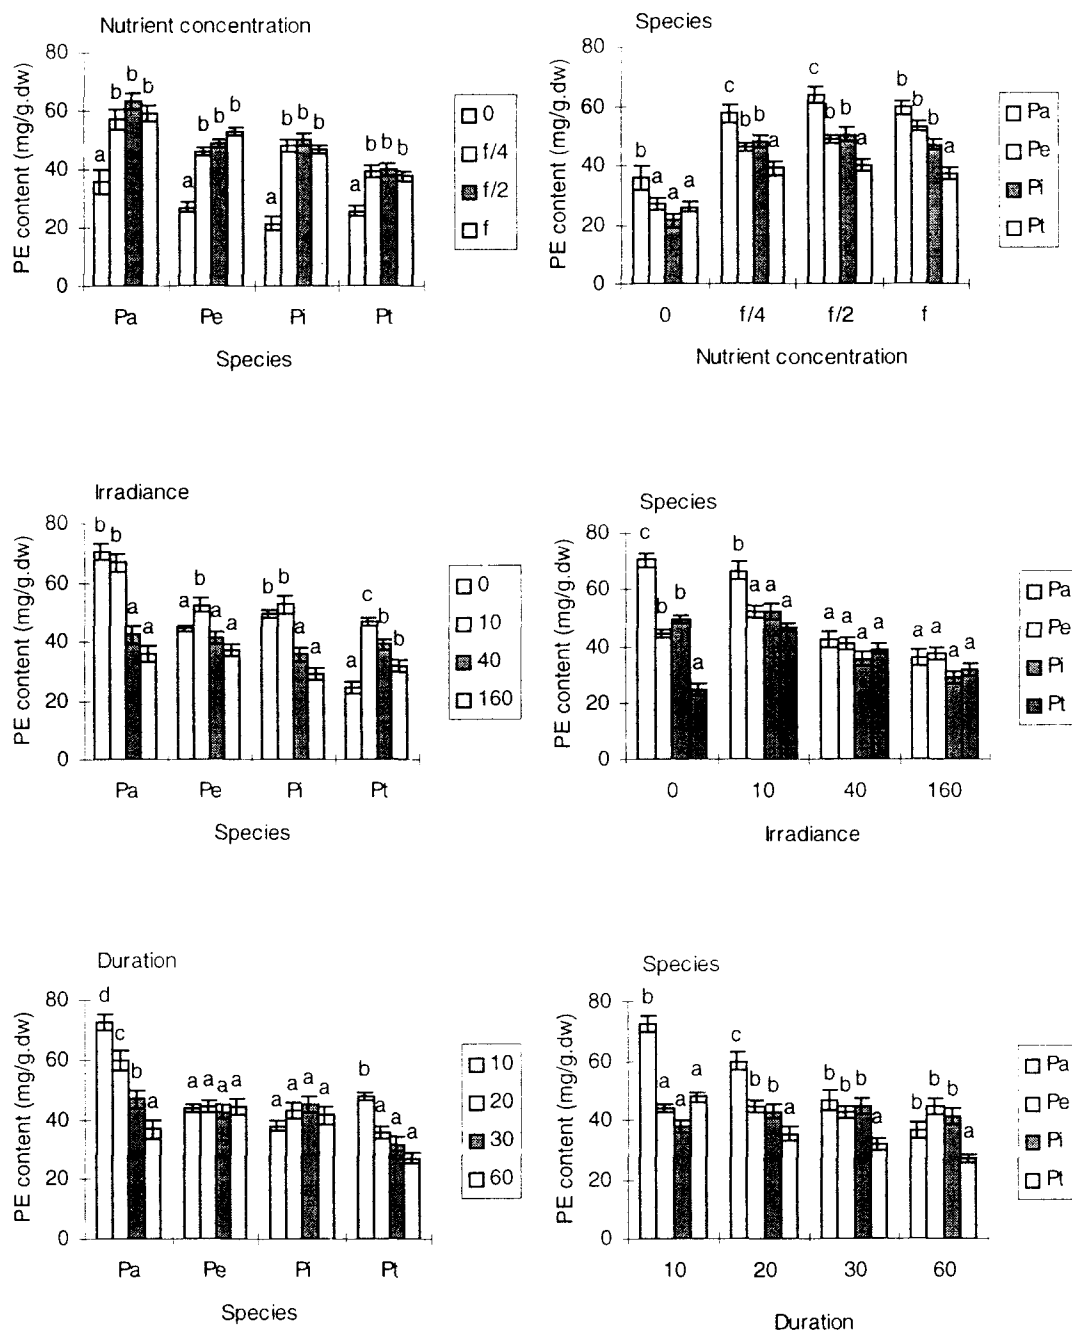 Nutrient concentration
80
60
40
20
0
PE content (mg/g.dw)
a b b b
a b b b
a b b b
a b b b
Pa Pe Pi Pt
Species
0
f/4
f/2
f
Species
80
60
40
20
0
PE content (mg/g.dw)
b a a a
c b b a
c b b a
b b b a
0 f/4 f/2 f
Nutrient concentration
Pa
Pe
Pi
Pt
Irradiance
80
60
40
20
0
PE content (mg/g.dw)
b b a a
a b a a
b b a a
a c b b
Pa Pe Pi Pt
Species
0
10
40
160
Species
80
60
40
20
0
PE content (mg/g.dw)
c b b a
b a a a
a a a a
a a a a
0 10 40 160
Irradiance
Pa
Pe
Pi
Pt
Duration
80
60
40
20
0
PE content (mg/g.dw)
d c b a
a a a a
a a a a
b a a a
Pa Pe Pi Pt
Species
10
20
30
60
Species
80
60
40
20
0
PE content (mg/g.dw)
b a a a
c b b a
b b b a
b b b a
10 20 30 60
Duration
Pa
Pe
Pi
Pt